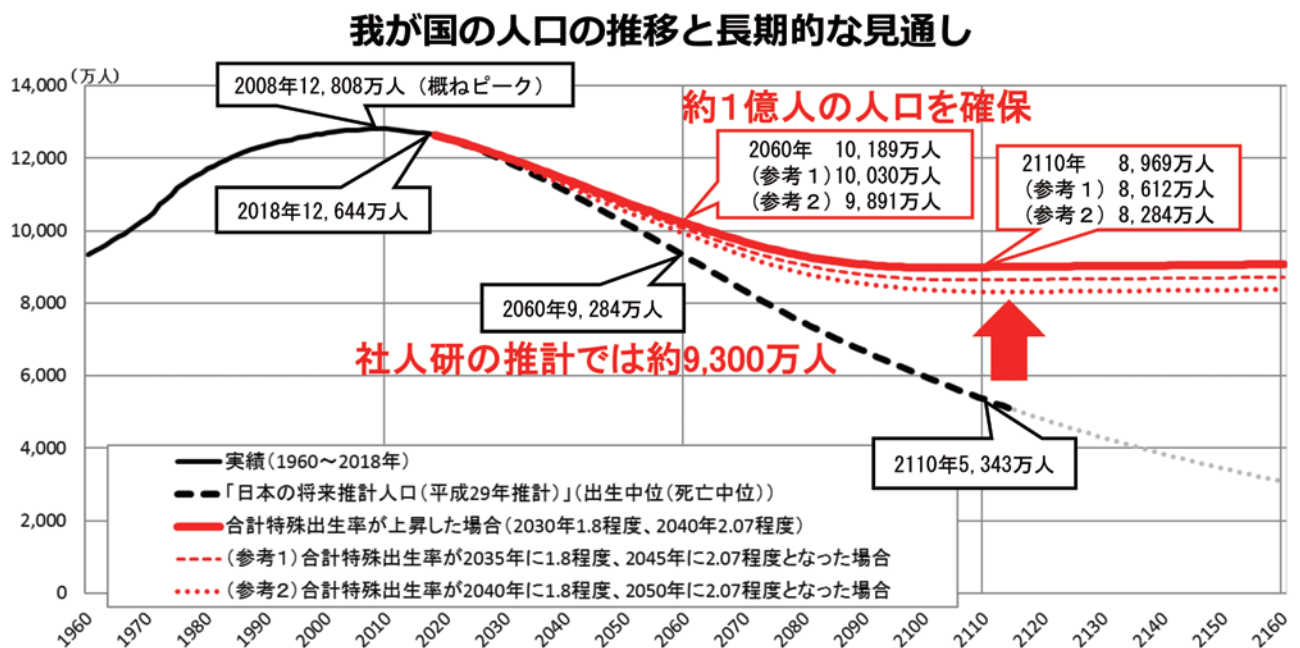 我が国の人口の推移と長期的な見通し
(万人)
14,000
12,000
10,000
8,000
6,000
4,000
2,000
0
2008年12,808万人(概ねピーク)
2018年12,644万人
約1億人の人口を確保
2060年 10,189万人
(参考1)10,030万人
(参考2) 9,891万人
2110年 8,969万人
(参考1) 8,612万人
(参考2) 8,284万人
2060年9,284万人
社人研の推計では約9,300万人
2110年5,343万人
実績(1960~2018年)
「日本の将来推計人口(平成29年推計)」(出生中位(死亡中位))
合計特殊出生率が上昇した場合(2030年1.8程度、2040年2.07程度)
(参考1)合計特殊出生率が2035年に1.8程度、2045年に2.07程度となった場合
(参考2)合計特殊出生率が2040年に1.8程度、2050年に2.07程度となった場合
1960 1970 1980 1990 2000 2010 2020 2030 2040 2050 2060 2070 2080 2090 2100 2110 2120 2130 2140 2150 2160